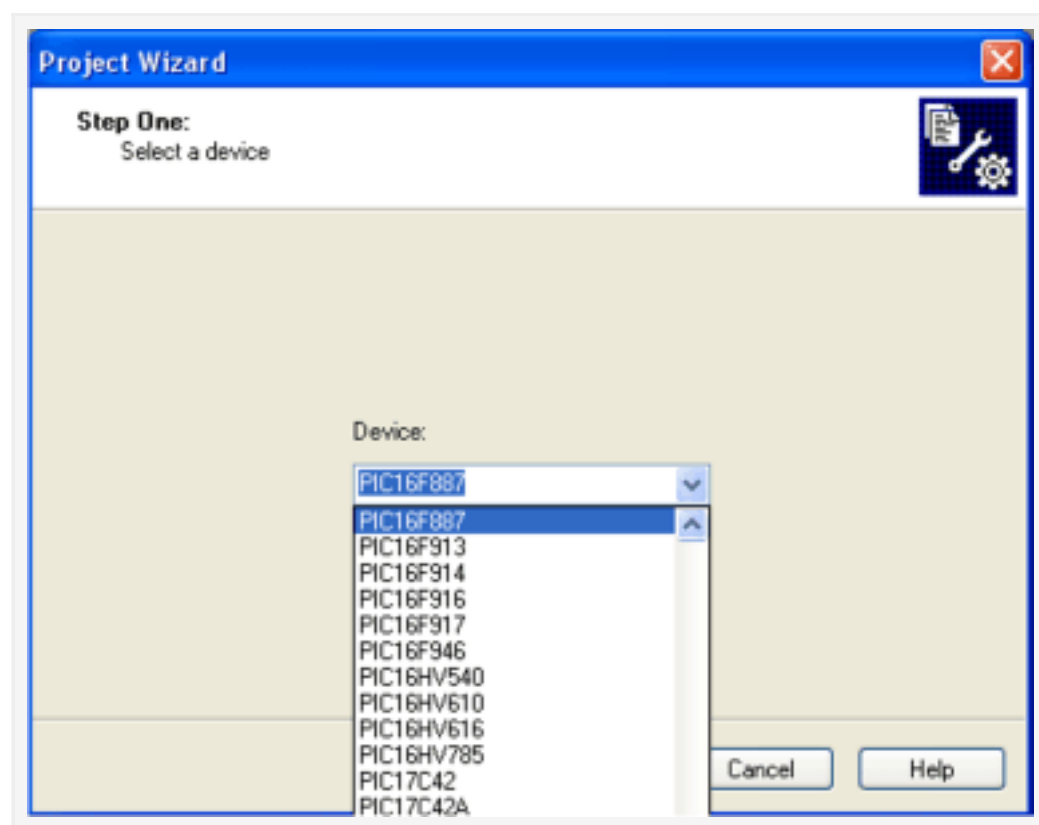 Project Wizard
Step One:
Select a device
Device:
PIC16F887
PIC16F887
PIC16F913
PIC16F914
PIC16F916
PIC16F917
PIC16F946
PIC16HV540
PIC16HV610
PIC16HV616
PIC16HV785
PIC17C42
PIC17C42A
Cancel
Help